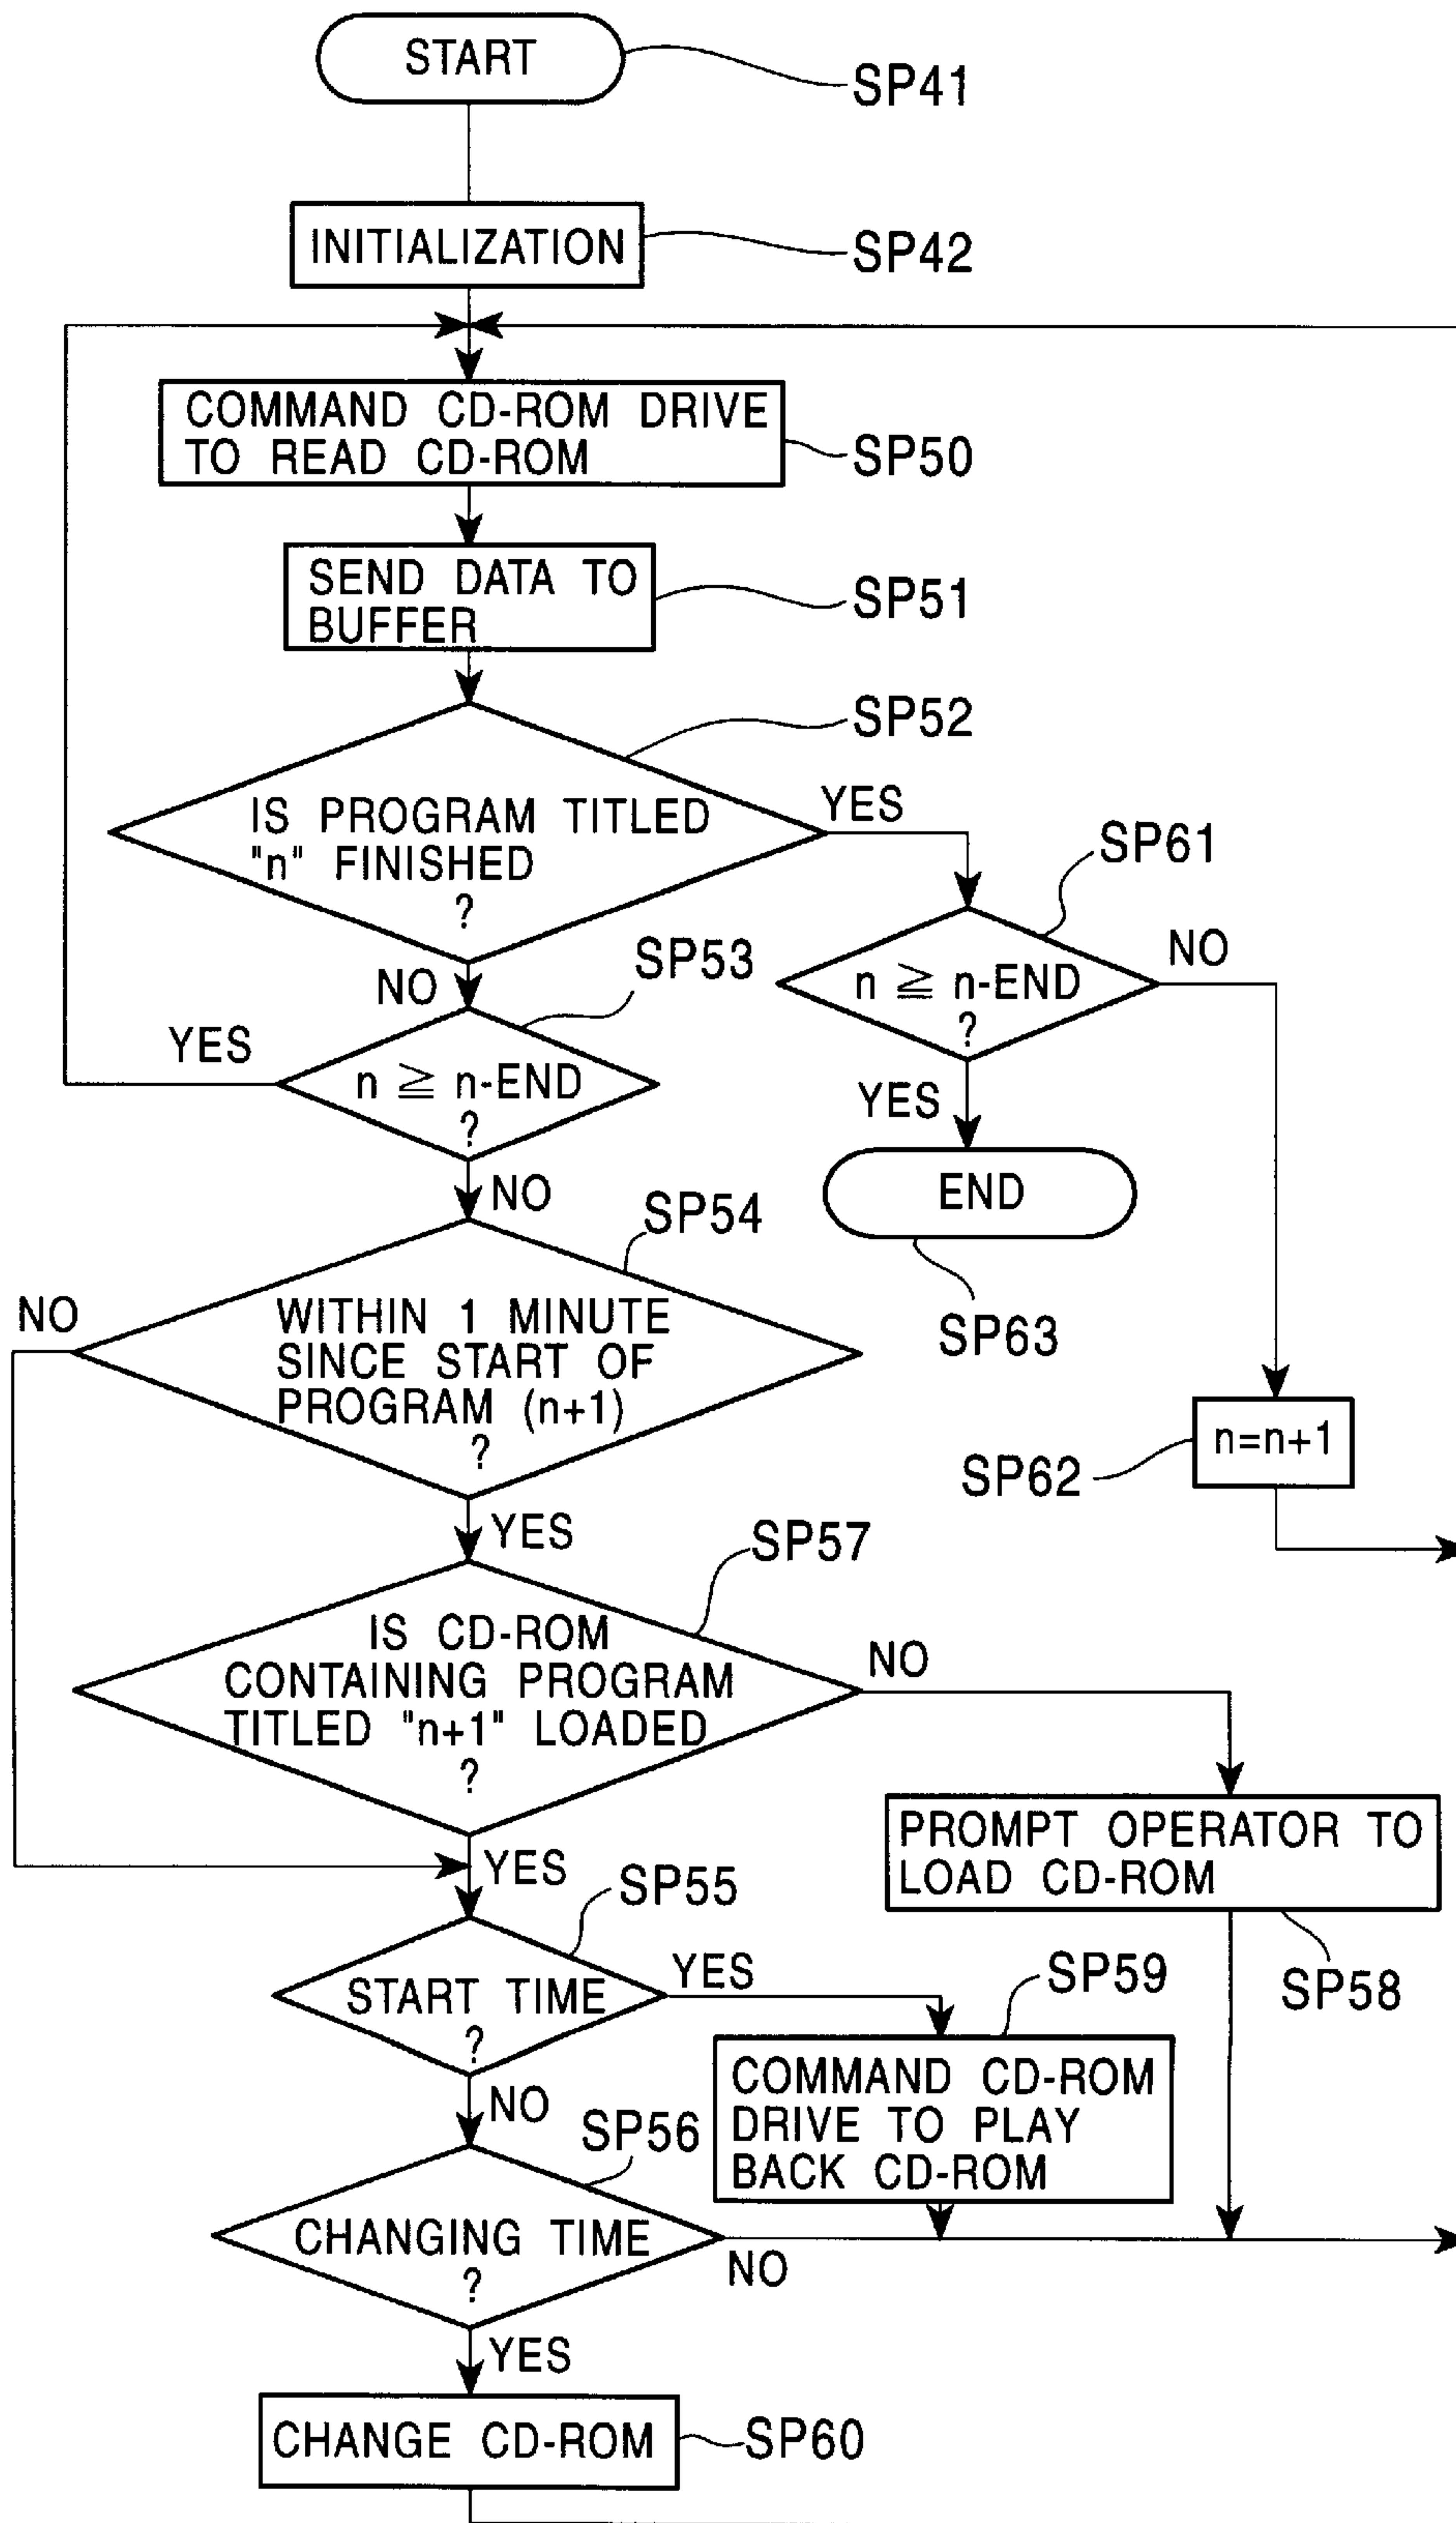 START
SP41
INITIALIZATION
SP42
COMMAND CD-ROM DRIVE
TO READ CD-ROM
SP50
SEND DATA TO
BUFFER
SP51
SP52
IS PROGRAM TITLED
"n" FINISHED
?
YES
SP61
NO
SP53
n ≧ n-END
?
NO
YES
n ≧ n-END
?
YES
END
NO
SP54
SP63
NO
WITHIN 1 MINUTE
SINCE START OF
PROGRAM (n+1)
?
n=n+1
SP62
YES
SP57
IS CD-ROM
CONTAINING PROGRAM
TITLED "n+1" LOADED
?
NO
PROMPT OPERATOR TO
LOAD CD-ROM
YES
SP55
SP58
START TIME
?
YES
SP59
COMMAND CD-ROM
DRIVE TO PLAY
BACK CD-ROM
NO
SP56
CHANGING TIME
?
NO
YES
CHANGE CD-ROM
SP60